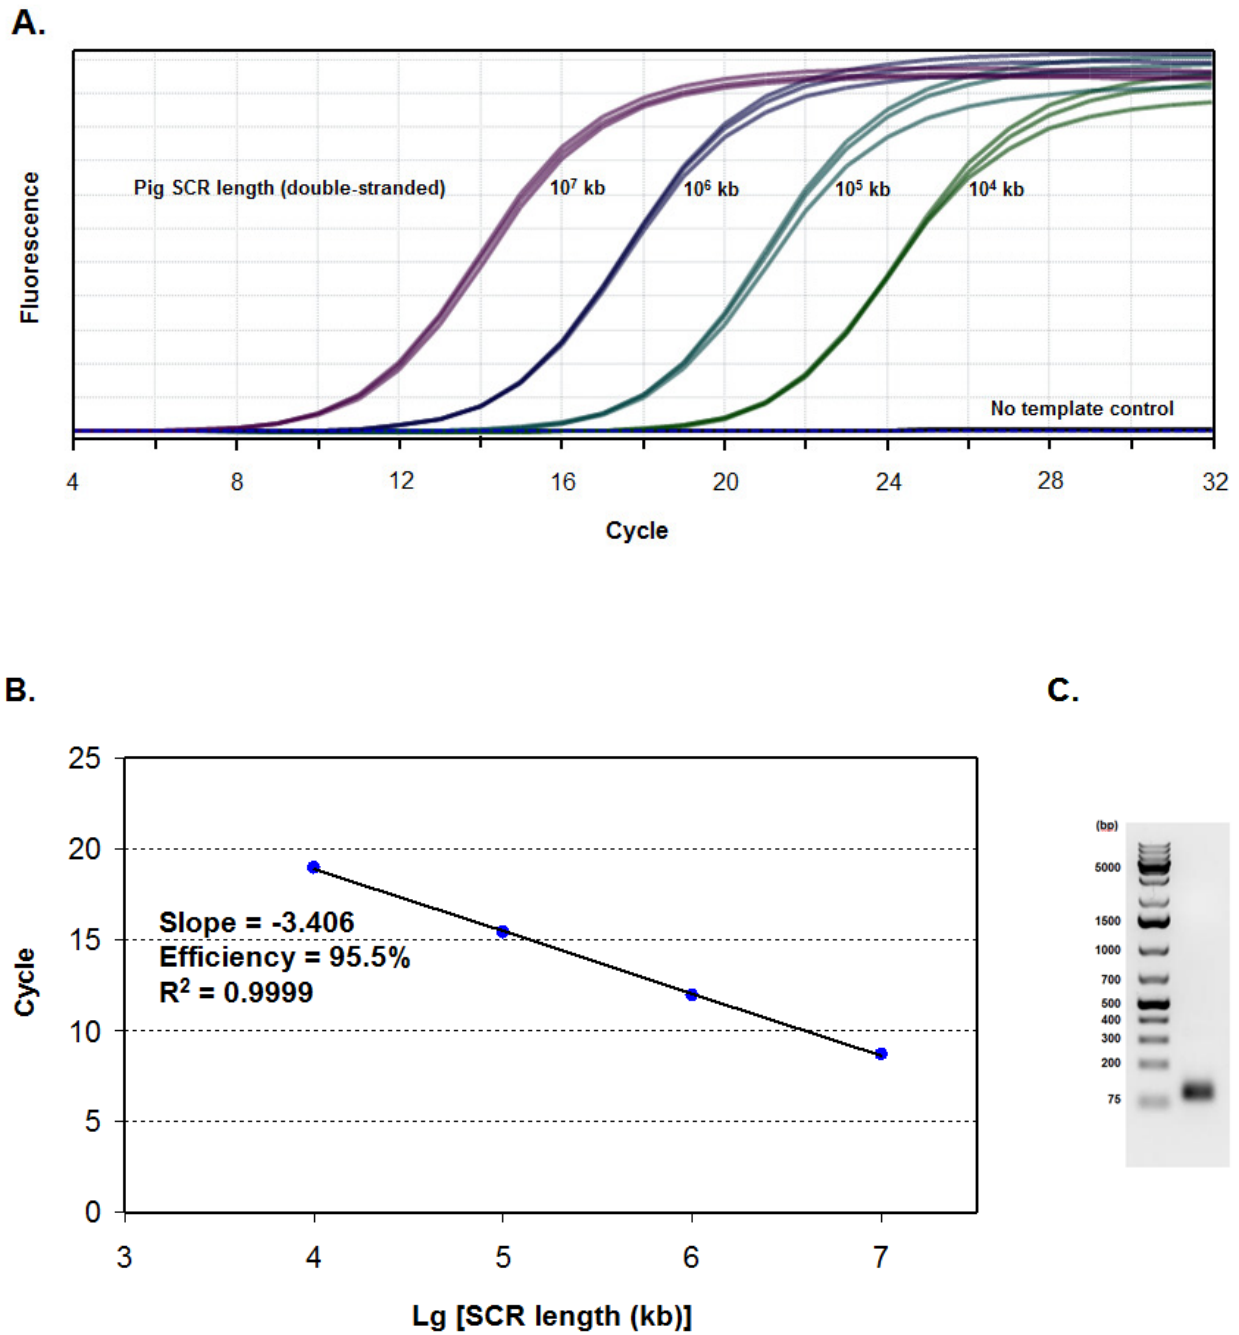 A.
Fluorescence
Pig SCR length (double-stranded)
10⁷ kb
10⁶ kb
10⁵ kb
10⁴ kb
No template control
4 8 12 16 20 24 28 32
Cycle
B.
Cycle
25
20
15
10
5
0
Slope = -3.406
Efficiency = 95.5%
R² = 0.9999
3 4 5 6 7
Lg [SCR length (kb)]
C.
(bp)
5000
1500
1000
700
500
400
300
200
75